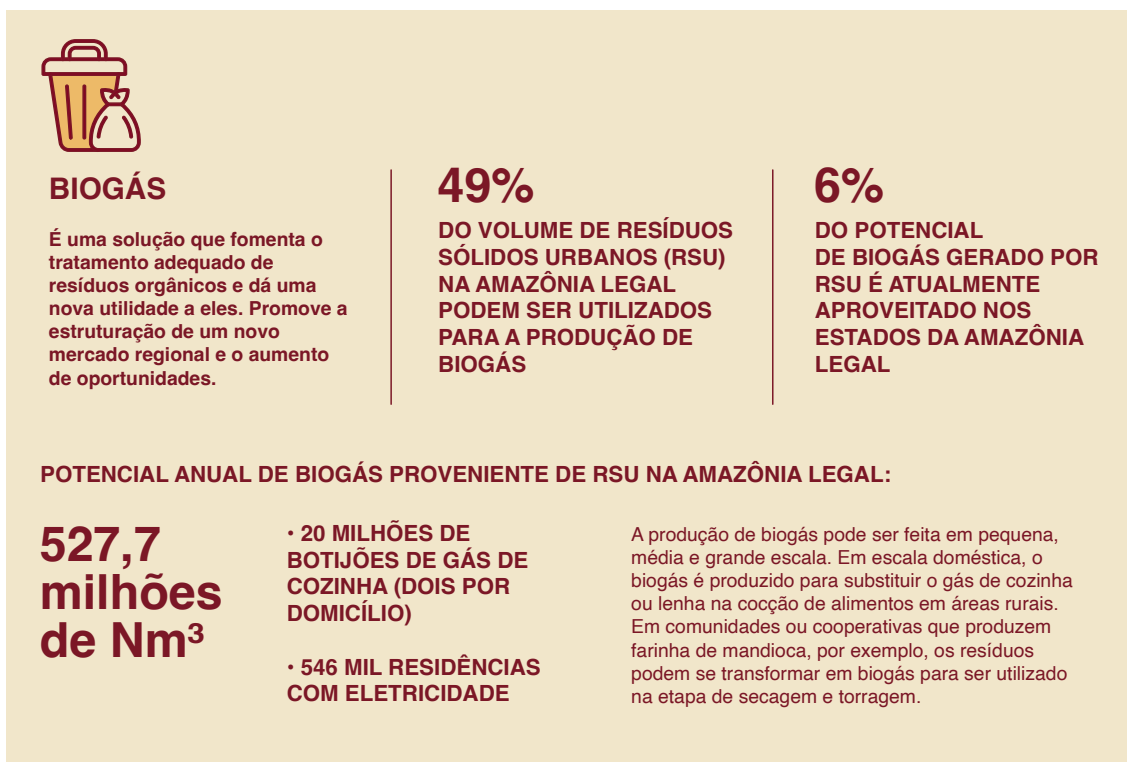 BIOGÁS
É uma solução que fomenta o
tratamento adequado de
resíduos orgânicos e dá uma
nova utilidade a eles. Promove a
estruturação de um novo
mercado regional e o aumento
de oportunidades.
49%
DO VOLUME DE RESÍDUOS
SÓLIDOS URBANOS (RSU)
NA AMAZÔNIA LEGAL
PODEM SER UTILIZADOS
PARA A PRODUÇÃO DE
BIOGÁS
6%
DO POTENCIAL
DE BIOGÁS GERADO POR
RSU É ATUALMENTE
APROVEITADO NOS
ESTADOS DA AMAZÔNIA
LEGAL
POTENCIAL ANUAL DE BIOGÁS PROVENIENTE DE RSU NA AMAZÔNIA LEGAL:
527,7
milhões
de Nm³
• 20 MILHÕES DE
BOTIJÕES DE GÁS DE
COZINHA (DOIS POR
DOMICÍLIO)
• 546 MIL RESIDÊNCIAS
COM ELETRICIDADE
A produção de biogás pode ser feita em pequena,
média e grande escala. Em escala doméstica, o
biogás é produzido para substituir o gás de cozinha
ou lenha na cocção de alimentos em áreas rurais.
Em comunidades ou cooperativas que produzem
farinha de mandioca, por exemplo, os resíduos
podem se transformar em biogás para ser utilizado
na etapa de secagem e torragem.